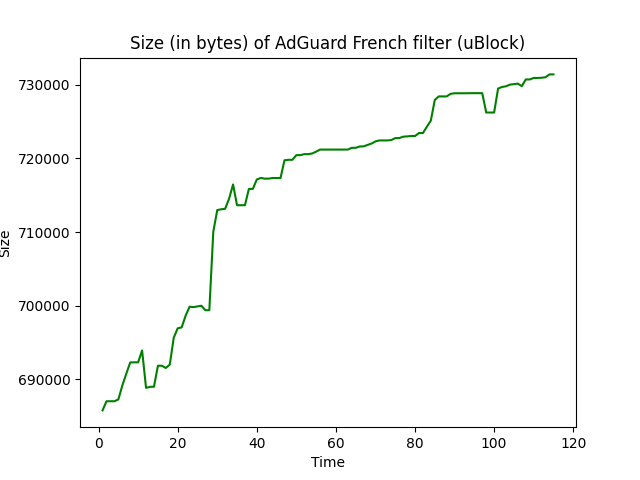 Size (in bytes) of AdGuard French filter (uBlock)
730000
720000
710000
700000
690000
Size
0 20 40 60 80 100 120
Time